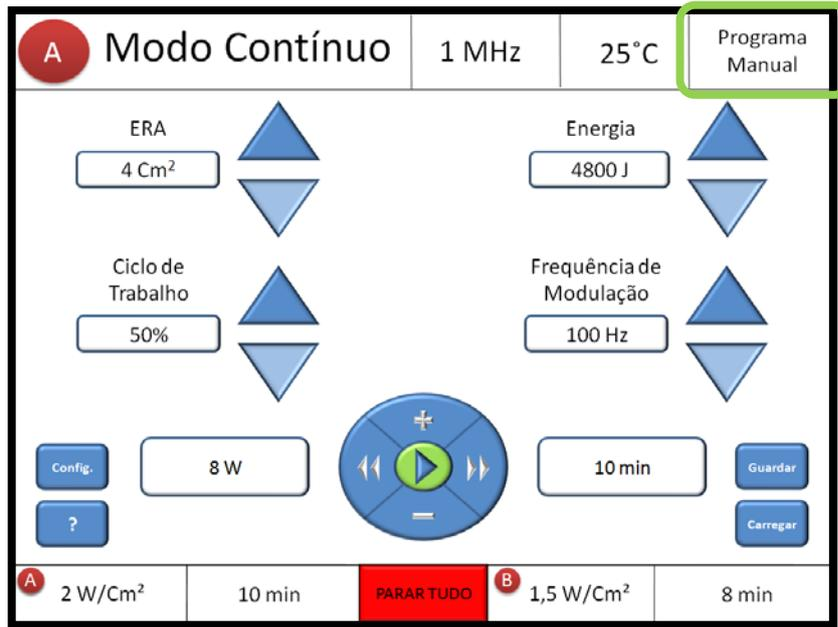 A
Modo Contínuo
1 MHz
25˚C
Programa
Manual
ERA
4 Cm²
Energia
4800 J
Ciclo de
Trabalho
50%
Frequência de
Modulação
100 Hz
Config.
8 W
10 min
Guardar
?
Carregar
A
2 W/Cm²
10 min
PARAR TUDO
B
1,5 W/Cm²
8 min